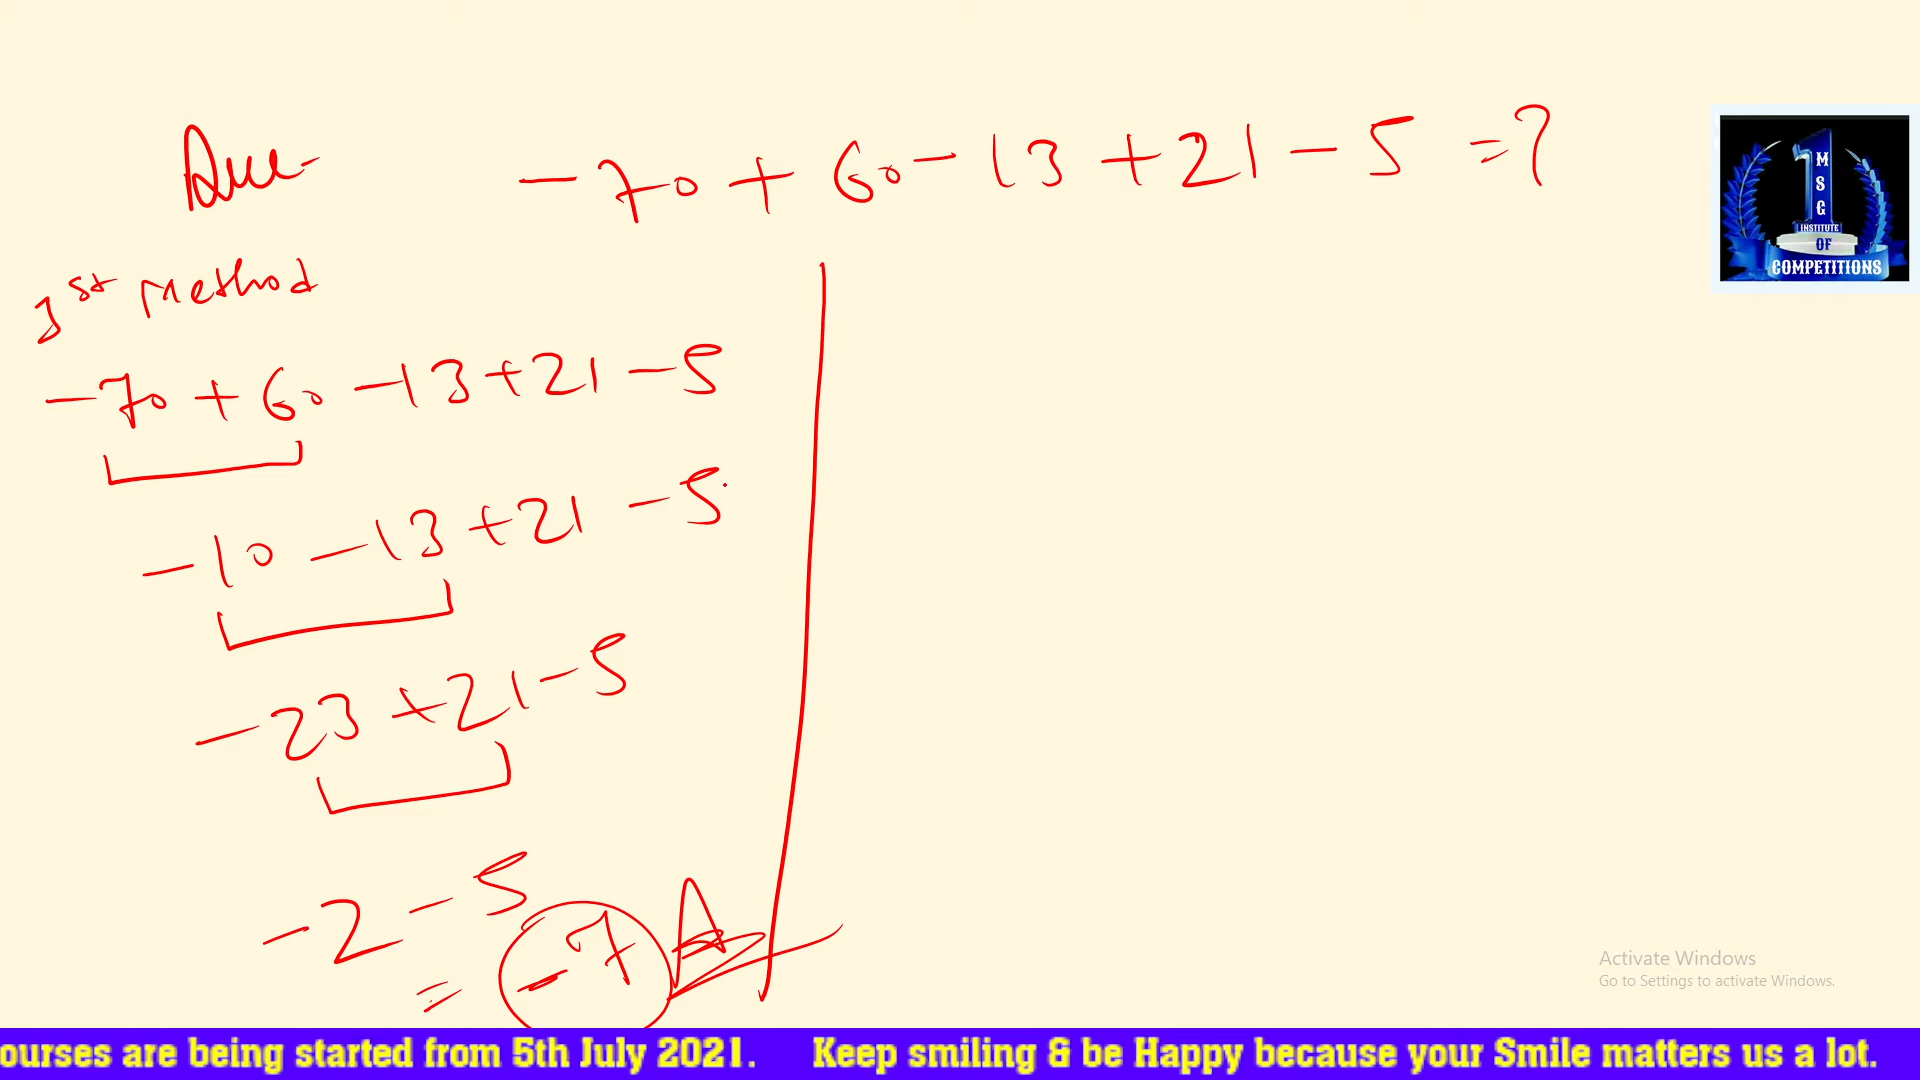 Que - 70 + 60 - 13 + 21 - 5 = ?
1st Method
- 70 + 60 - 13 + 21 - 5
- 10 - 13 + 21 - 5
- 23 + 21 - 5
- 2 - 5
= - 7 A
1
MSG
INSTITUTE
OF
COMPETITIONS
Activate Windows
Go to Settings to activate Windows.
ourses are being started from 5th July 2021. Keep smiling & be Happy because your Smile matters us a lot.